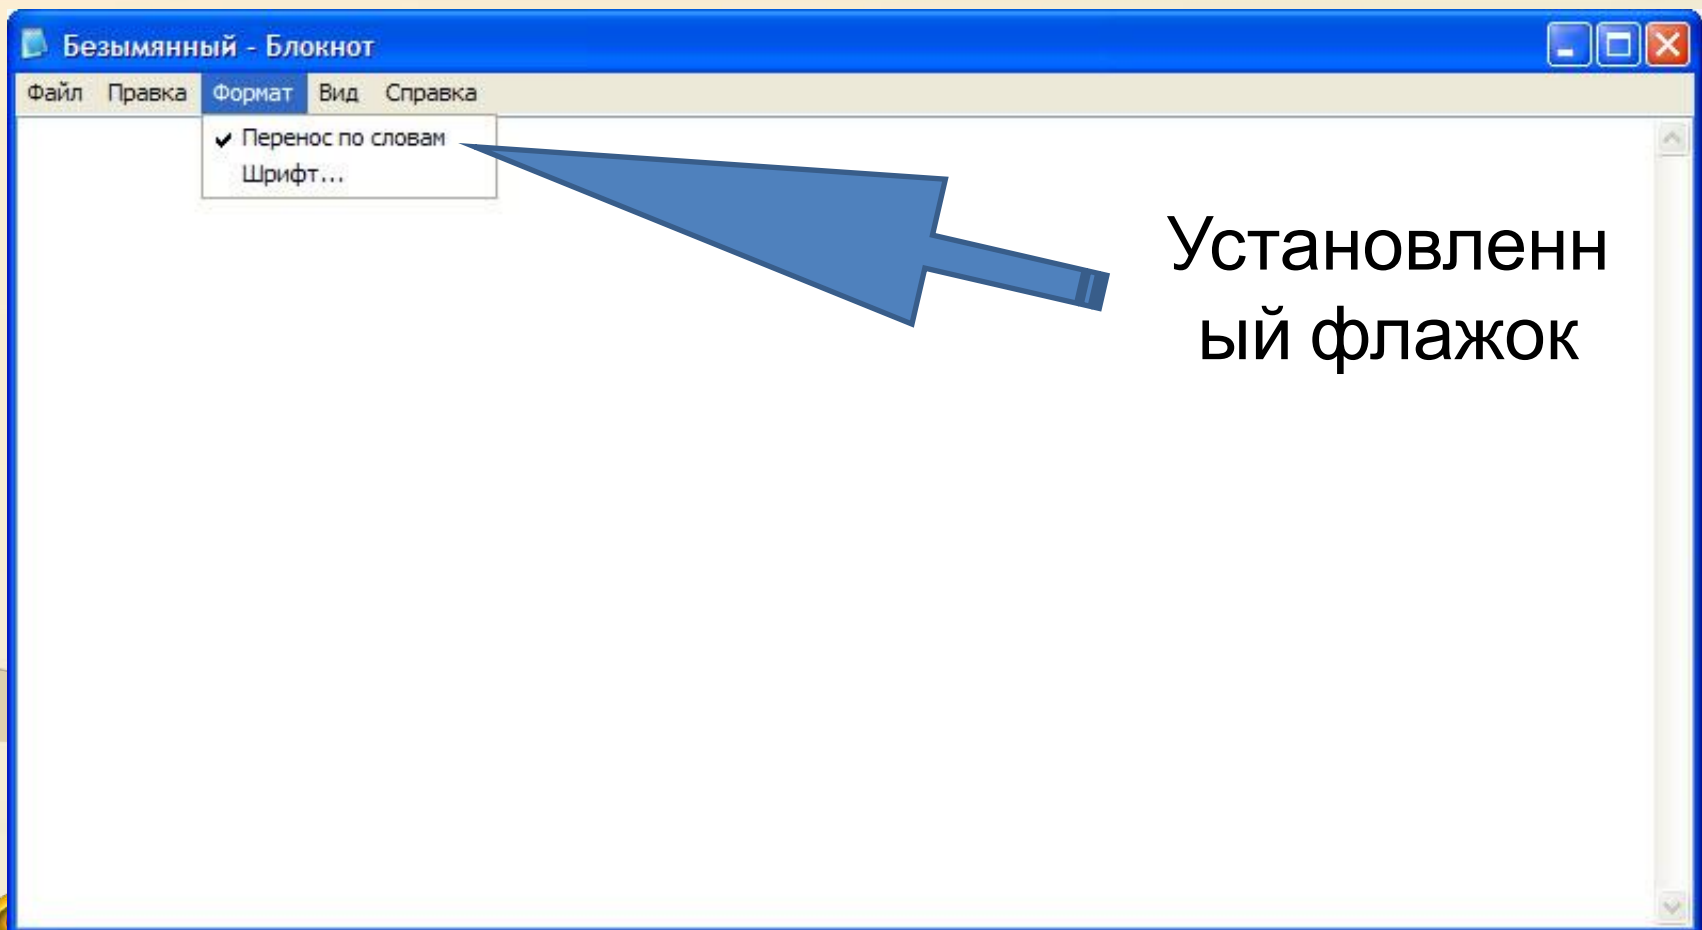 Безымянный - Блокнот
Файл Правка Формат Вид Справка
Перенос по словам
Шрифт...
Установленн
ый флажок